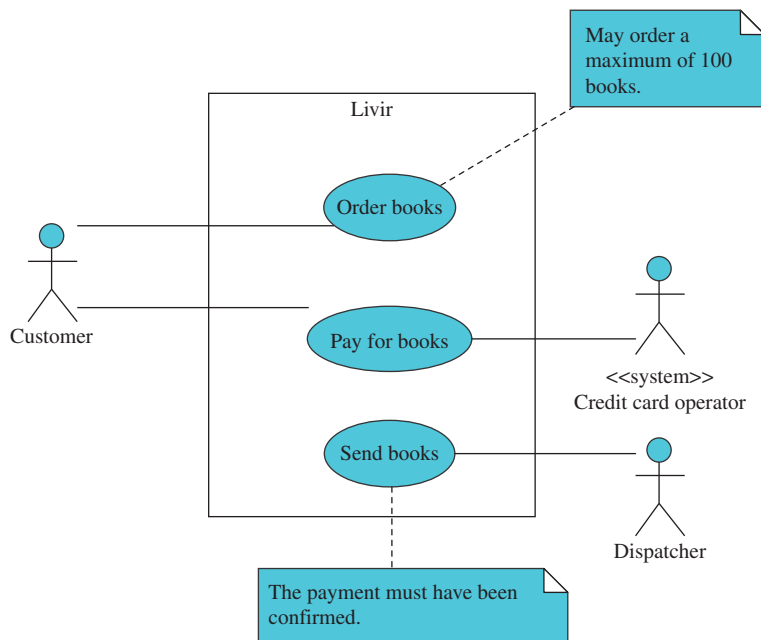 May order a
maximum of 100
books.
Livir
Order books
Customer
Pay for books
<<system>>
Credit card operator
Send books
Dispatcher
The payment must have been
confirmed.